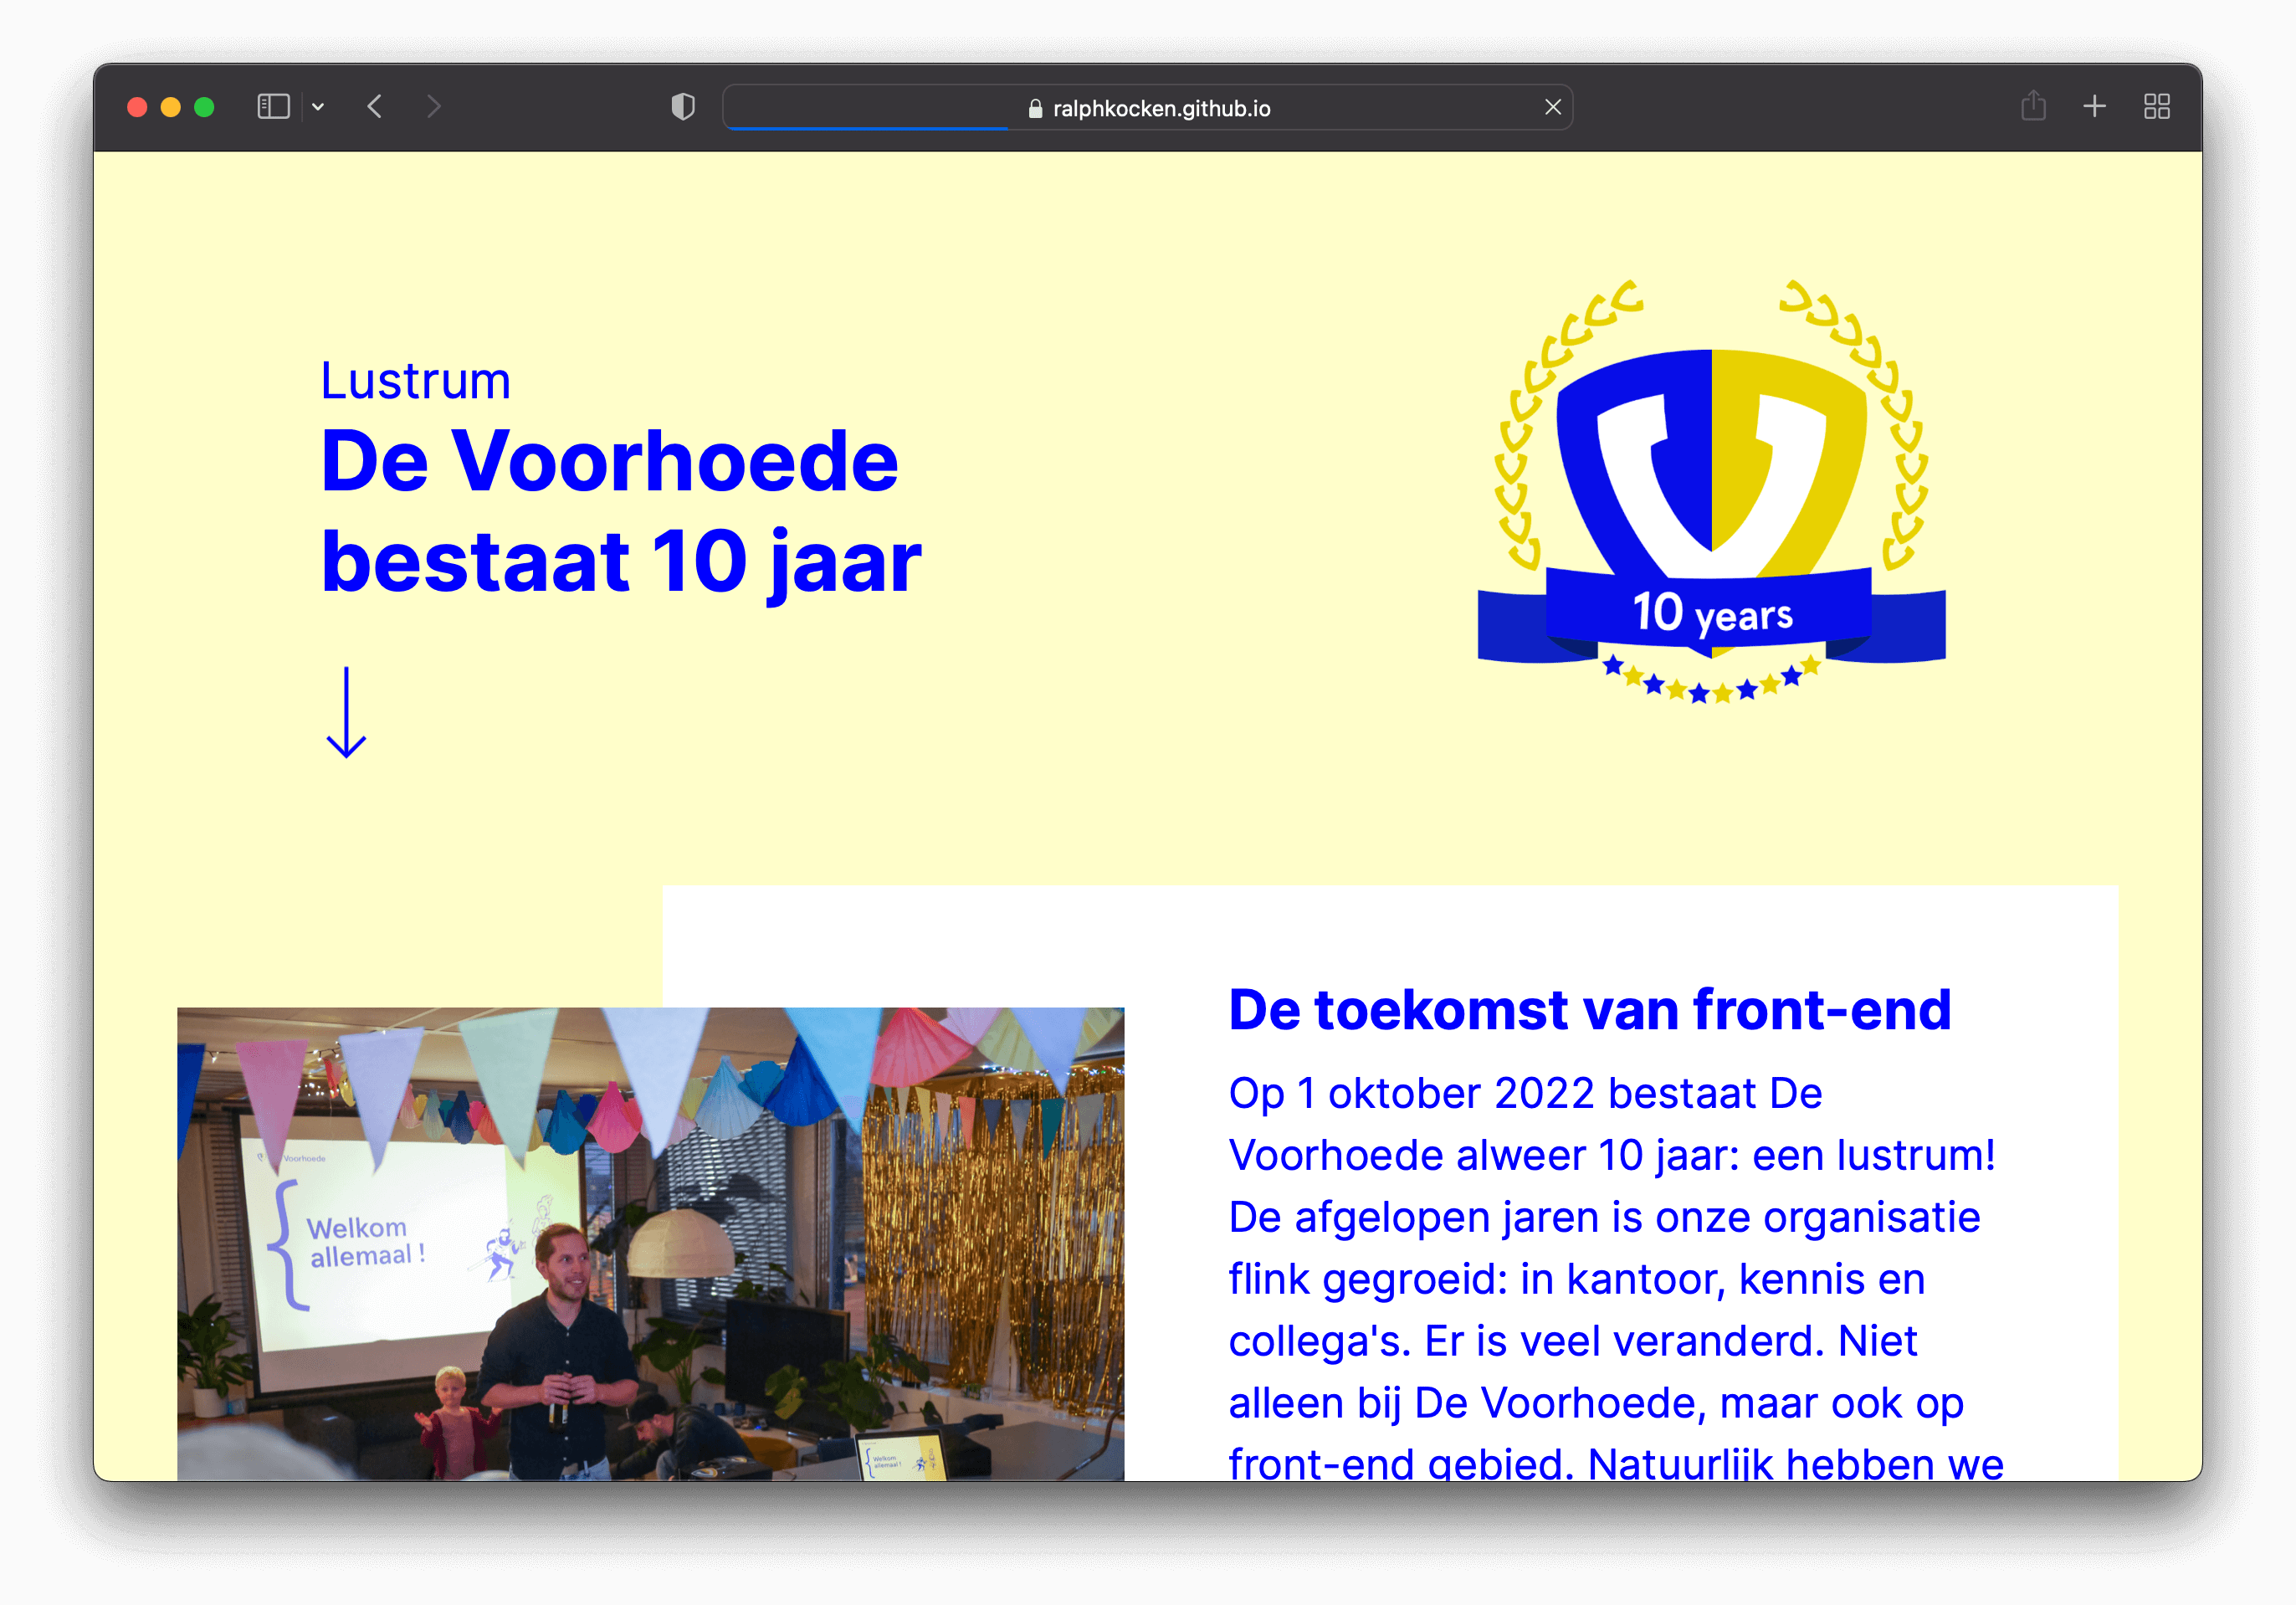 ralphkocken.github.io
Lustrum
De Voorhoede
bestaat 10 jaar
10 years
De toekomst van front-end
Op 1 oktober 2022 bestaat De
Voorhoede alweer 10 jaar: een lustrum!
De afgelopen jaren is onze organisatie
flink gegroeid: in kantoor, kennis en
collega's. Er is veel veranderd. Niet
alleen bij De Voorhoede, maar ook op
front-end gebied. Natuurlijk hebben we
Voorhoede
{ Welkom
allemaal !
{ Welkom
allemaal !